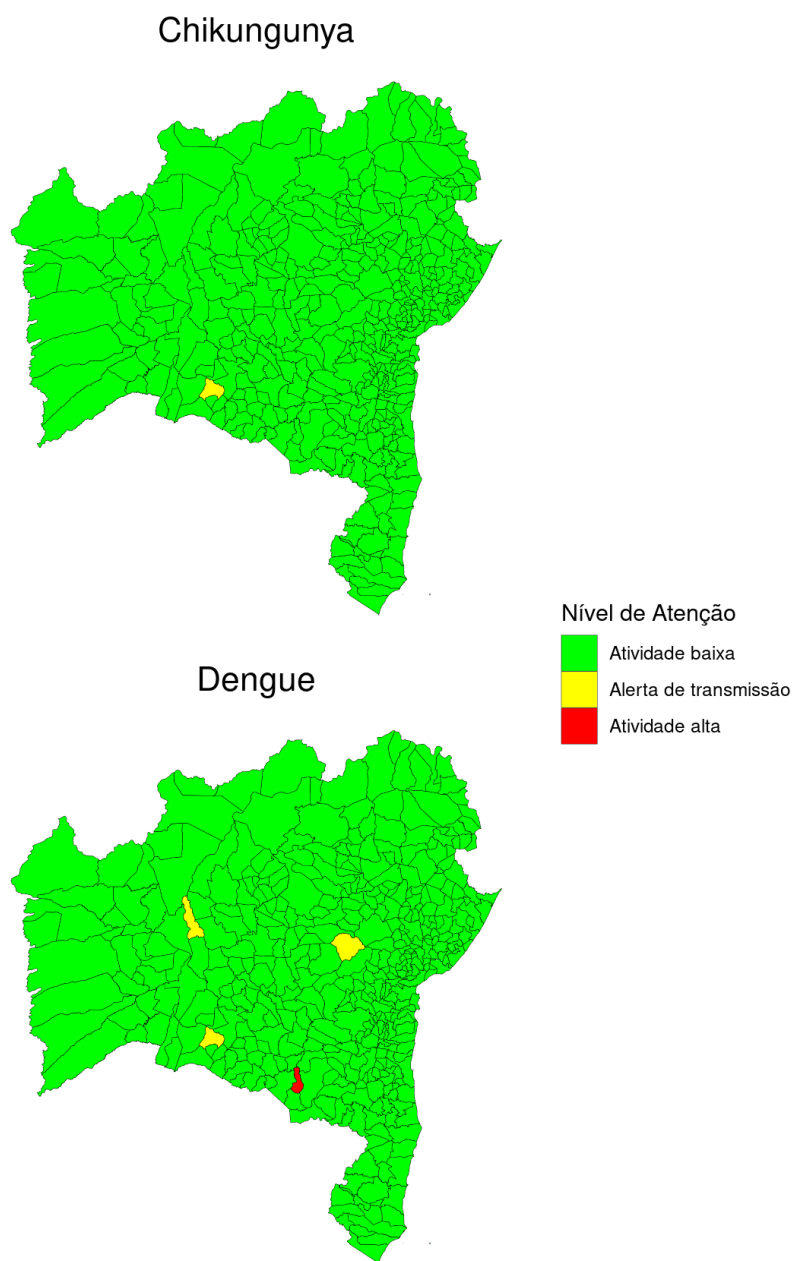 Chikungunya
Nível de Atenção
Atividade baixa
Alerta de transmissão
Atividade alta
Dengue